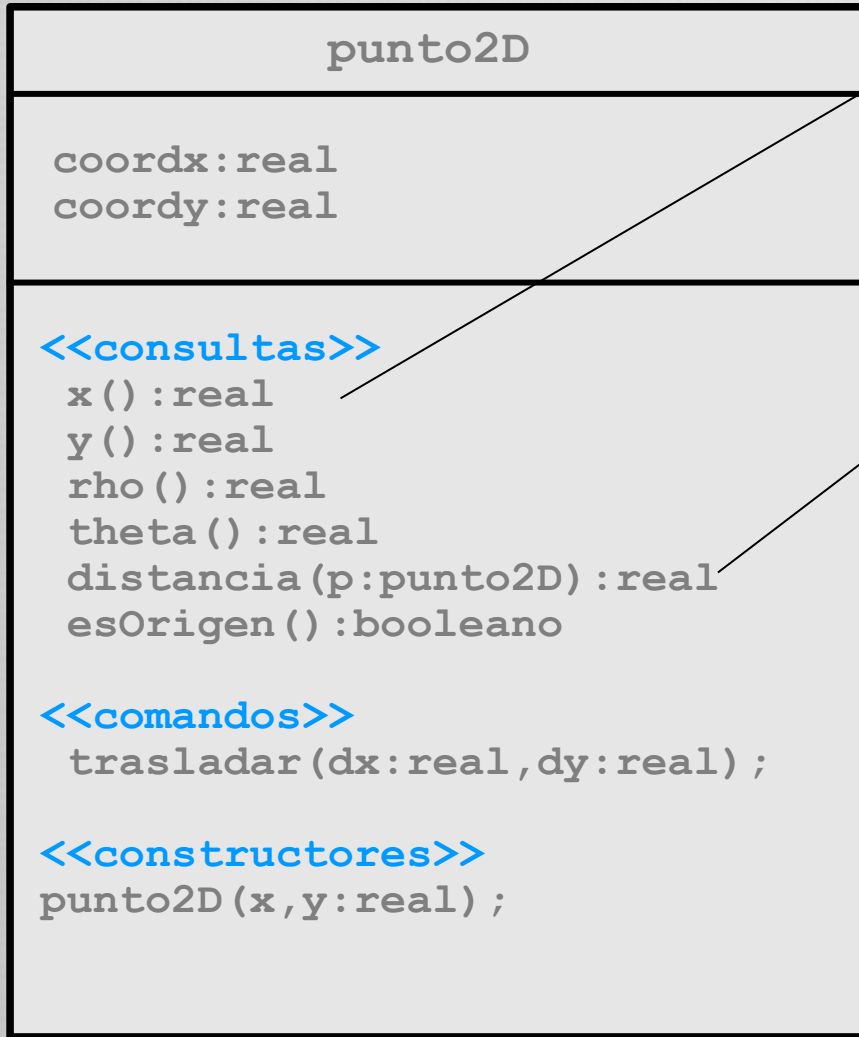 punto2D
coordx:real
coordy:real
<<consultas>>
x():real
y():real
rho():real
theta():real
distancia(p:punto2D):real
esOrigen():booleano
<<comandos>>
trasladar(dx:real,dy:real);
<<constructores>>
punto2D(x,y:real);